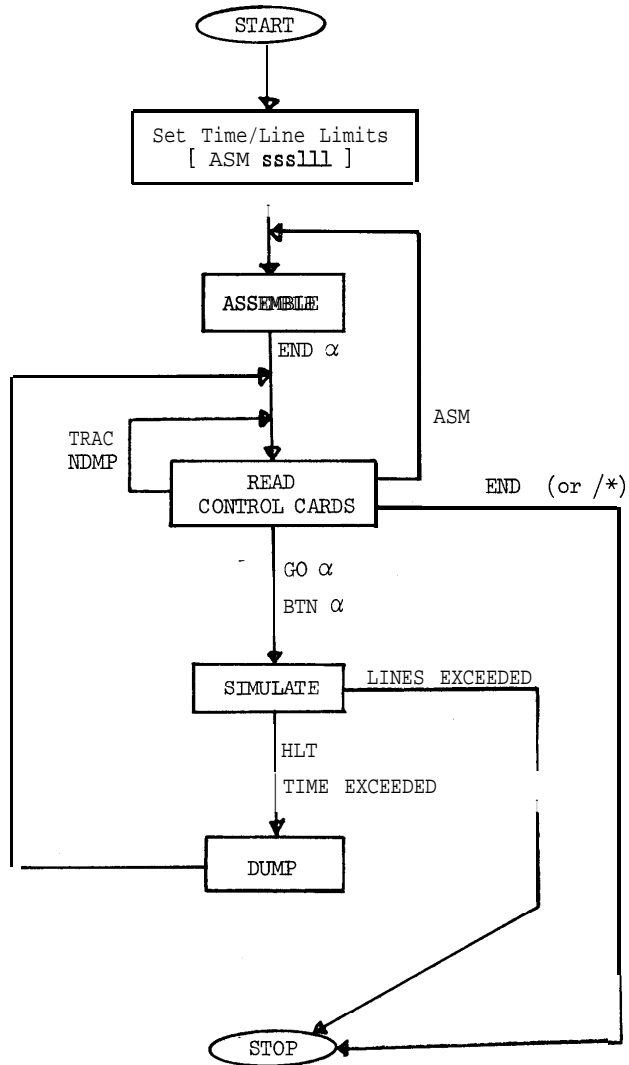 START
Set Time/Line Limits
[ ASM ssslll ]
ASSEMBLE
END α
ASM
TRAC
NDMP
READ
CONTROL CARDS
END (or /*)
GO α
BTN α
SIMULATE
LINES EXCEEDED
HLT
TIME EXCEEDED
DUMP
STOP